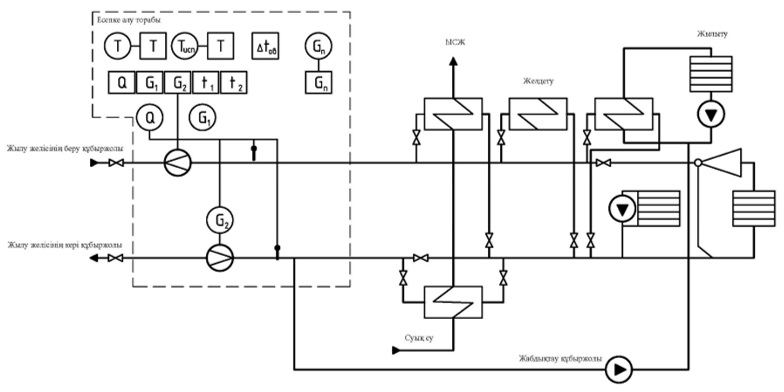 Есепке алу торабы
T T Tисп T Δtоб Gп
Q G1 G2 t1 t2 Gп
Q G1
G2
ЫСЖ
Желдету
Жылыту
Жылу желісінің беру құбыржолы
Жылу желісінің кері құбыржолы
Суық су
Жабдықтау құбыржолы